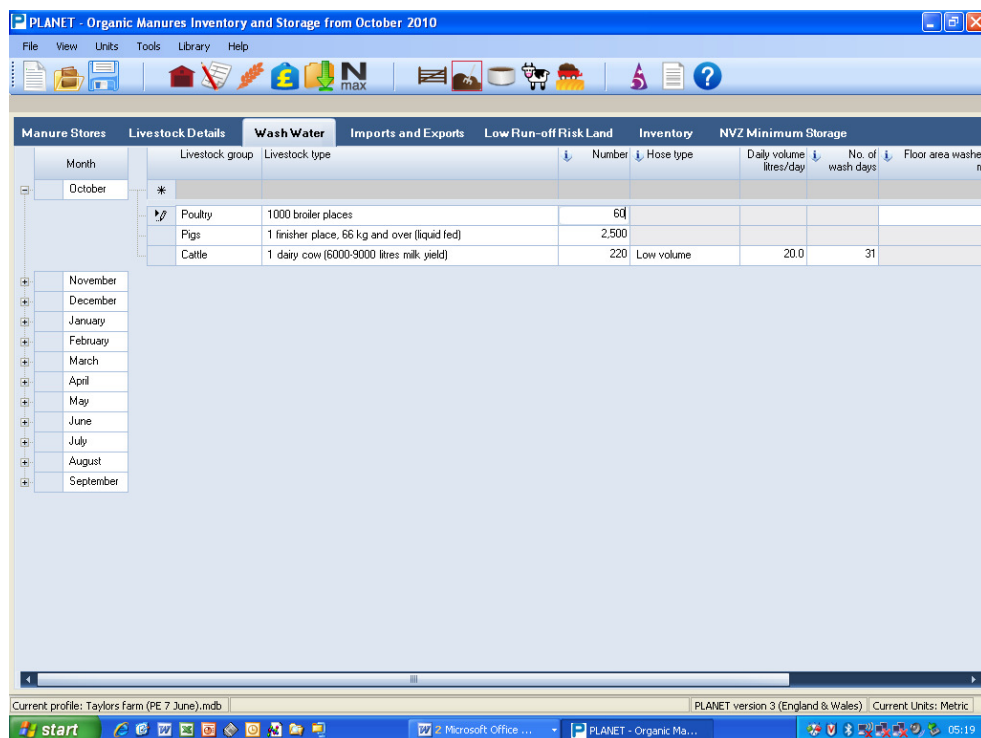 PLANET - Organic Manures Inventory and Storage from October 2010
File View Units Tools Library Help
N
max
Manure Stores Livestock Details Wash Water Imports and Exports Low Run-off Risk Land Inventory NVZ Minimum Storage
Month Livestock group Livestock type Number Hose type Daily volume No. of Floor area washe
litres/day wash days
October
Poultry 1000 broiler places 60
Pigs 1 finisher place, 66 kg and over (liquid fed) 2,500
Cattle 1 dairy cow (6000-9000 litres milk yield) 220 Low volume 20.0 31
November
December
January
February
March
April
May
June
July
August
September
Current profile: Taylors farm (PE 7 June).mdb PLANET version 3 (England & Wales) Current Units: Metric
start 2 Microsoft Office ... PLANET - Organic Ma... 05:19